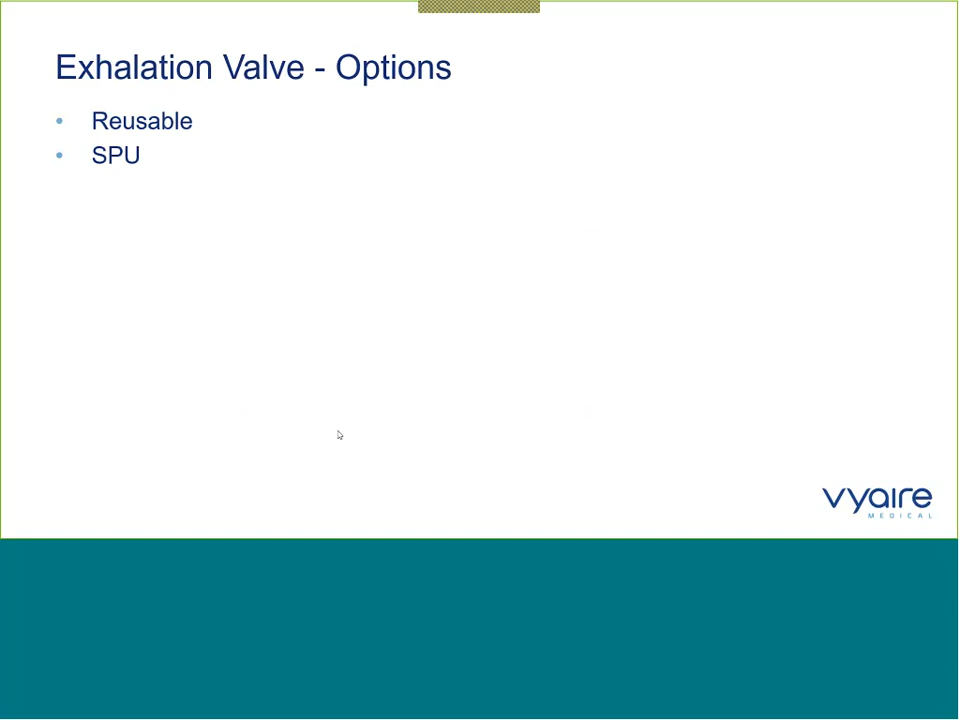 Exhalation Valve - Options
• Reusable
• SPU
vyaire
MEDICAL